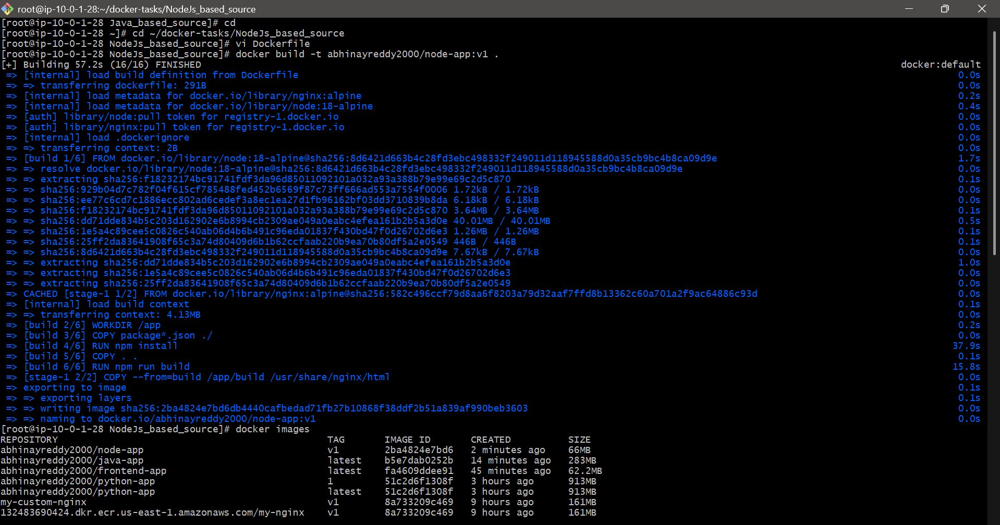 root@ip-10-0-1-28:~/docker-tasks/NodeJs_based_source
[root@ip-10-0-1-28 Java_based_source]# cd
[root@ip-10-0-1-28 ~]# cd ~/docker-tasks/NodeJs_based_source
[root@ip-10-0-1-28 NodeJs_based_source]# vi Dockerfile
[root@ip-10-0-1-28 NodeJs_based_source]# docker build -t abhinayreddy2000/node-app:v1 .
[+] Building 57.2s (16/16) FINISHED docker:default
=> [internal] load build definition from Dockerfile 0.0s
=> => transferring dockerfile: 291B 0.0s
=> [internal] load metadata for docker.io/library/nginx:alpine 0.2s
=> [internal] load metadata for docker.io/library/node:18-alpine 0.4s
=> [auth] library/node:pull token for registry-1.docker.io 0.0s
=> [auth] library/nginx:pull token for registry-1.docker.io 0.0s
=> [internal] load .dockerignore 0.0s
=> => transferring context: 2B 0.0s
=> [build 1/6] FROM docker.io/library/node:18-alpine@sha256:8d6421d663b4c28fd3ebc498332f249011d118945588d0a35cb9bc4b8ca09d9e 1.7s
=> => resolve docker.io/library/node:18-alpine@sha256:8d6421d663b4c28fd3ebc498332f249011d118945588d0a35cb9bc4b8ca09d9e 0.0s
=> => extracting sha256:f18232174bc91741fdf3da96d85011092101a032a93a388b79e99e69c2d5c870 0.1s
=> => sha256:929b04d7c782f04f615cf785488fed452b6569f87c73ff666ad553a7554f0006 1.72kB / 1.72kB 0.0s
=> => sha256:ee77c6cd7c1886ecc802ad6cedef3a8ec1ea27d1fb96162bf03dd3710839b8da 6.18kB / 6.18kB 0.0s
=> => sha256:f18232174bc91741fdf3da96d85011092101a032a93a388b79e99e69c2d5c870 3.64MB / 3.64MB 0.1s
=> => sha256:dd71dde834b5c203d162902e6b8994cb2309ae049a0eabc4efea161b2b5a3d0e 40.01MB / 40.01MB 0.5s
=> => sha256:1e5a4c89cee5c0826c540ab06d4b6b491c96eda01837f430bd47f0d26702d6e3 1.26MB / 1.26MB 0.1s
=> => sha256:25ff2da83641908f65c3a74d80409d6b1b62ccfaab220b9ea70b80df5a2e0549 446B / 446B 0.1s
=> => sha256:8d6421d663b4c28fd3ebc498332f249011d118945588d0a35cb9bc4b8ca09d9e 7.67kB / 7.67kB 0.0s
=> => extracting sha256:dd71dde834b5c203d162902e6b8994cb2309ae049a0eabc4efea161b2b5a3d0e 1.0s
=> => extracting sha256:1e5a4c89cee5c0826c540ab06d4b6b491c96eda01837f430bd47f0d26702d6e3 0.0s
=> => extracting sha256:25ff2da83641908f65c3a74d80409d6b1b62ccfaab220b9ea70b80df5a2e0549 0.0s
=> CACHED [stage-1 1/2] FROM docker.io/library/nginx:alpine@sha256:582c496ccf79d8aa6f8203a79d32aaf7ffd8b13362c60a701a2f9ac64886c93d 0.0s
=> [internal] load build context 0.1s
=> => transferring context: 4.13MB 0.0s
=> [build 2/6] WORKDIR /app 0.2s
=> [build 3/6] COPY package*.json ./ 0.0s
=> [build 4/6] RUN npm install 37.9s
=> [build 5/6] COPY . . 0.1s
=> [build 6/6] RUN npm run build 15.8s
=> [stage-1 2/2] COPY --from=build /app/build /usr/share/nginx/html 0.0s
=> exporting to image 0.1s
=> => exporting layers 0.1s
=> => writing image sha256:2ba4824e7bd6db4440cafbedad71fb27b10868f38ddf2b51a839af990beb3603 0.0s
=> => naming to docker.io/abhinayreddy2000/node-app:v1 0.0s
[root@ip-10-0-1-28 NodeJs_based_source]# docker images
REPOSITORY TAG IMAGE ID CREATED SIZE
abhinayreddy2000/node-app v1 2ba4824e7bd6 2 minutes ago 66MB
abhinayreddy2000/java-app latest b5e7dab0252b 14 minutes ago 283MB
abhinayreddy2000/frontend-app latest fa4609ddee91 45 minutes ago 62.2MB
abhinayreddy2000/python-app 1 51c2d6f1308f 3 hours ago 913MB
abhinayreddy2000/python-app latest 51c2d6f1308f 3 hours ago 913MB
my-custom-nginx v1 8a733209c469 9 hours ago 161MB
132483690424.dkr.ecr.us-east-1.amazonaws.com/my-nginx v1 8a733209c469 9 hours ago 161MB